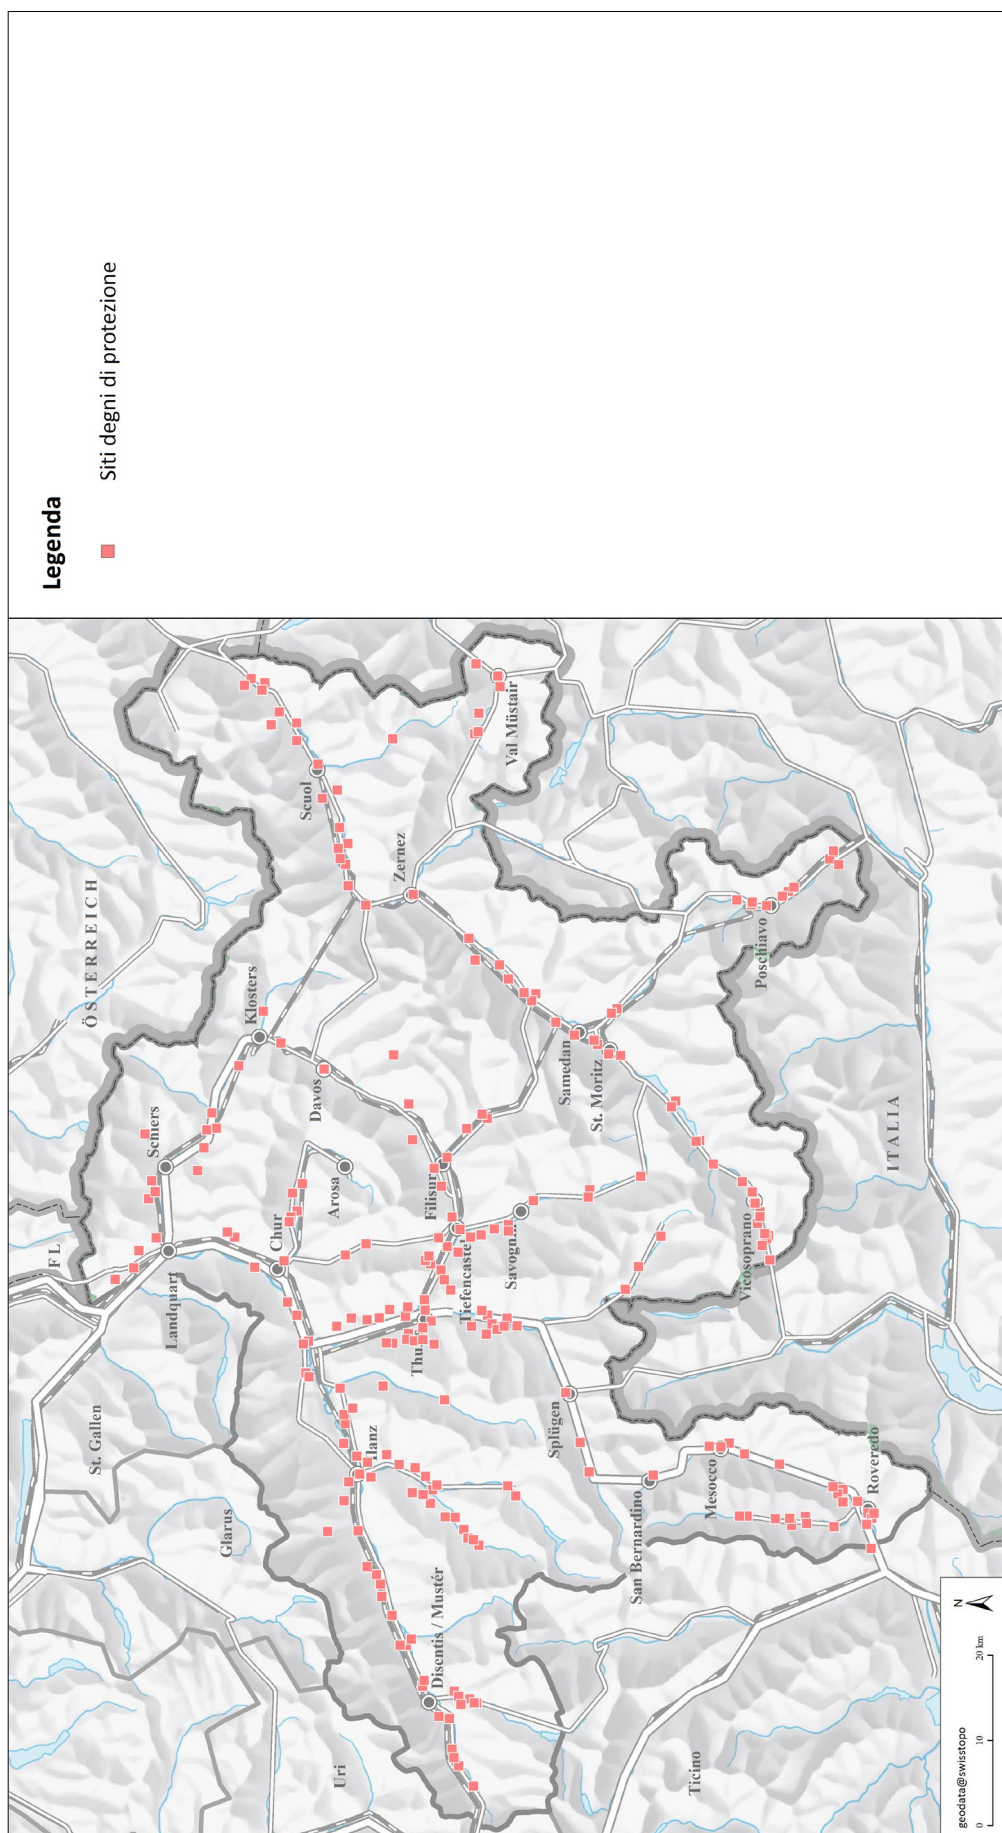 Legenda
Siti degni di protezione
ÖSTERREICH
FL
St. Gallen
Glarus
Uri
Ticino
ITALIA
Landquart
Schiers
Klosters
Chur
Arosa
Davos
Scuol
Zernez
Val Müstair
Ilanz
Disentis / Mustér
Thu
Tiefencastel
Filisur
Savogn
Samedan
St. Moritz
Poschiavo
Vicosoprano
Splügen
San Bernardino
Mesocco
Roveredo
geodata@swisstopo
0 10 20 km
N